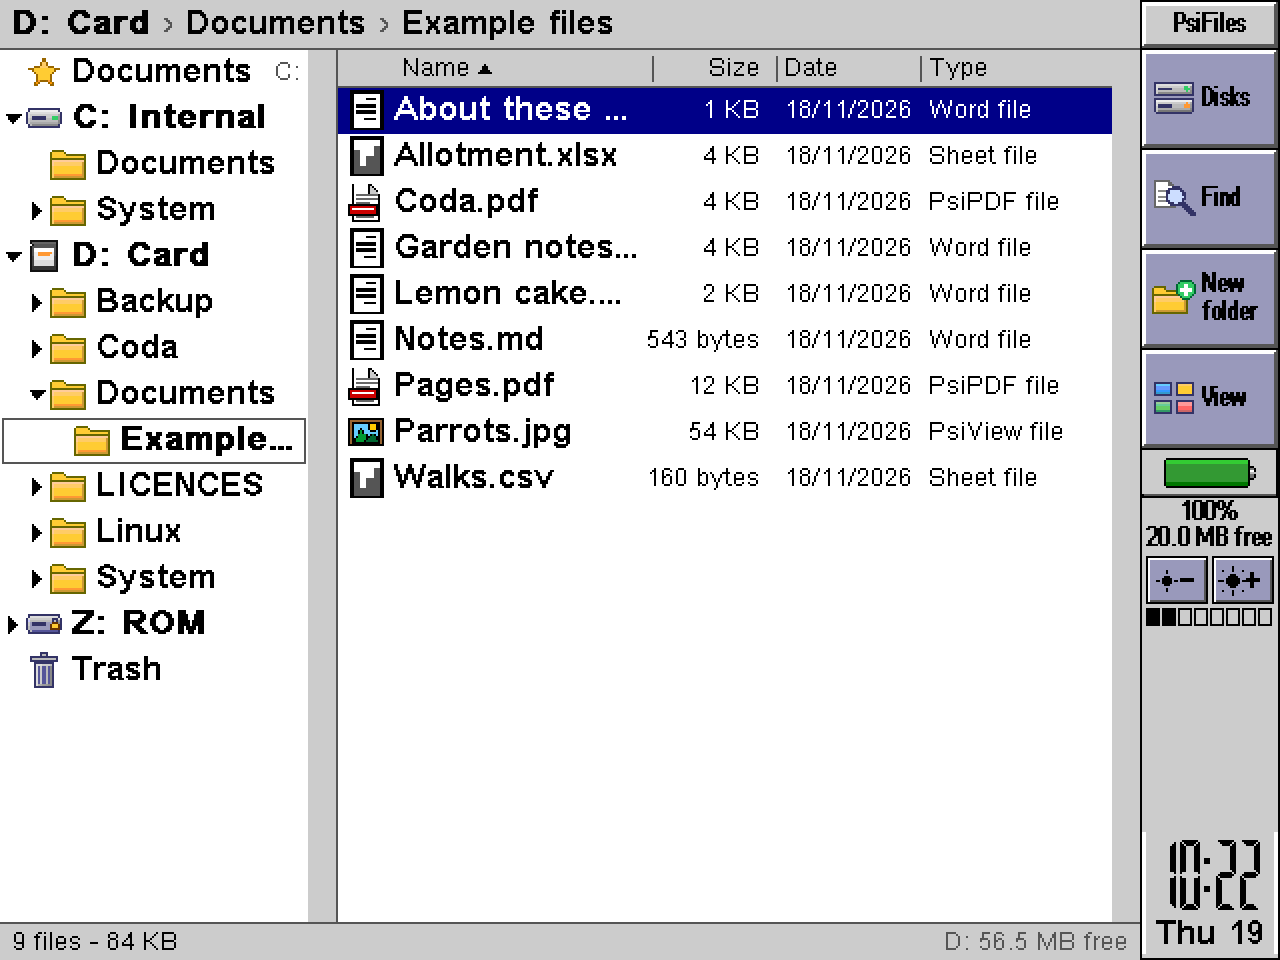 D: Card › Documents › Example files
Documents C:
C: Internal
Documents
System
D: Card
Backup
Coda
Documents
Example...
LICENCES
Linux
System
Z: ROM
Trash
Name Size Date Type
About these ... 1 KB 18/11/2026 Word file
Allotment.xlsx 4 KB 18/11/2026 Sheet file
Coda.pdf 4 KB 18/11/2026 PsiPDF file
Garden notes... 4 KB 18/11/2026 Word file
Lemon cake.... 2 KB 18/11/2026 Word file
Notes.md 543 bytes 18/11/2026 Word file
Pages.pdf 12 KB 18/11/2026 PsiPDF file
Parrots.jpg 54 KB 18/11/2026 PsiView file
Walks.csv 160 bytes 18/11/2026 Sheet file
9 files - 84 KB
D: 56.5 MB free
PsiFiles
Disks
Find
New
folder
View
100%
20.0 MB free
10:22
Thu 19